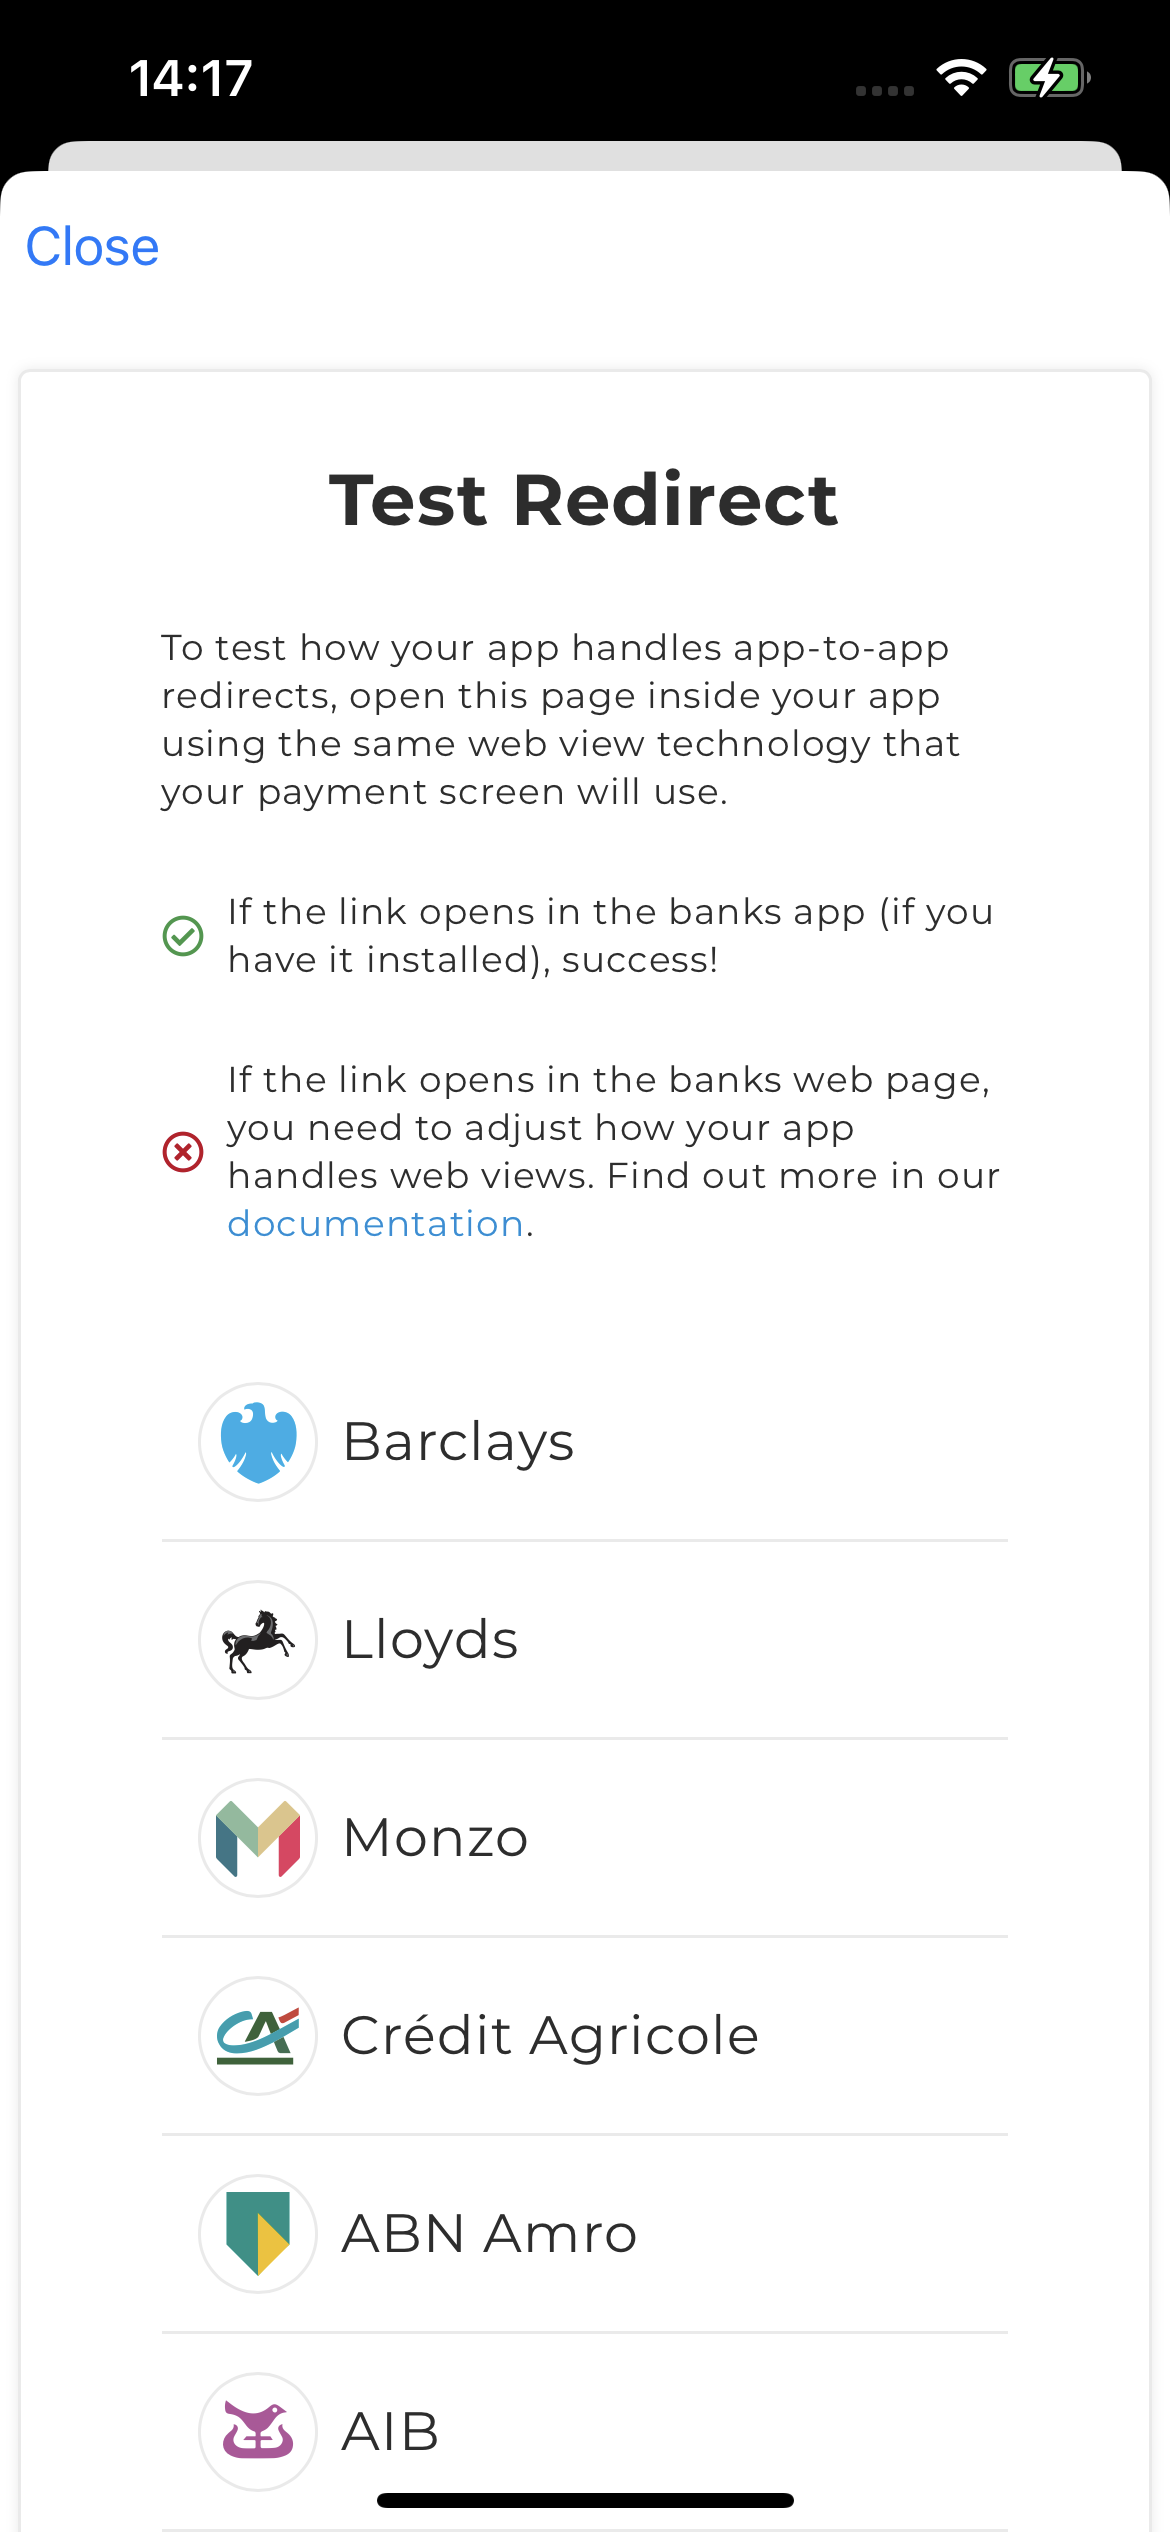 14:17
Close
Test Redirect
To test how your app handles app-to-app
redirects, open this page inside your app
using the same web view technology that
your payment screen will use.
If the link opens in the banks app (if you
have it installed), success!
If the link opens in the banks web page,
you need to adjust how your app
handles web views. Find out more in our
documentation.
Barclays
Lloyds
Monzo
Crédit Agricole
ABN Amro
AIB